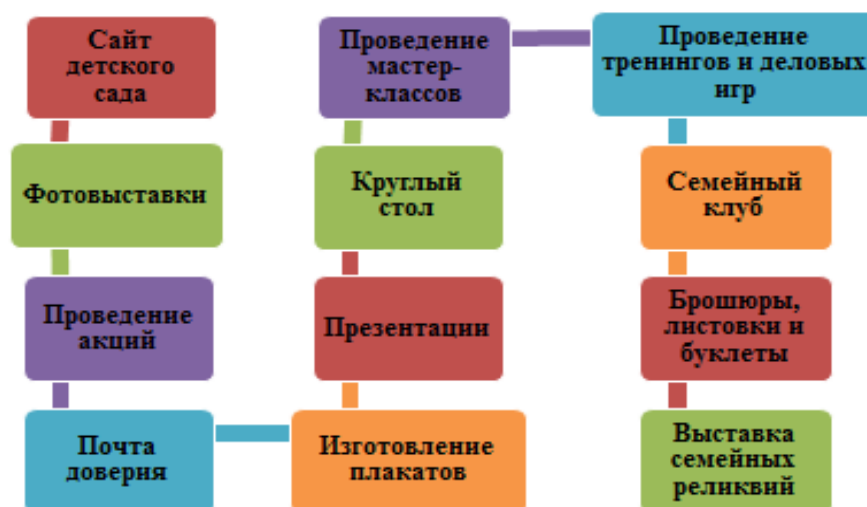 Сайт
детского
сада
Фотовыставки
Проведение
акций
Почта
доверия
Изготовление
плакатов
Презентации
Круглый
стол
Проведение
мастер-
классов
Проведение
тренингов и деловых
игр
Семейный
клуб
Брошюры,
листовки и
буклеты
Выставка
семейных
реликвий